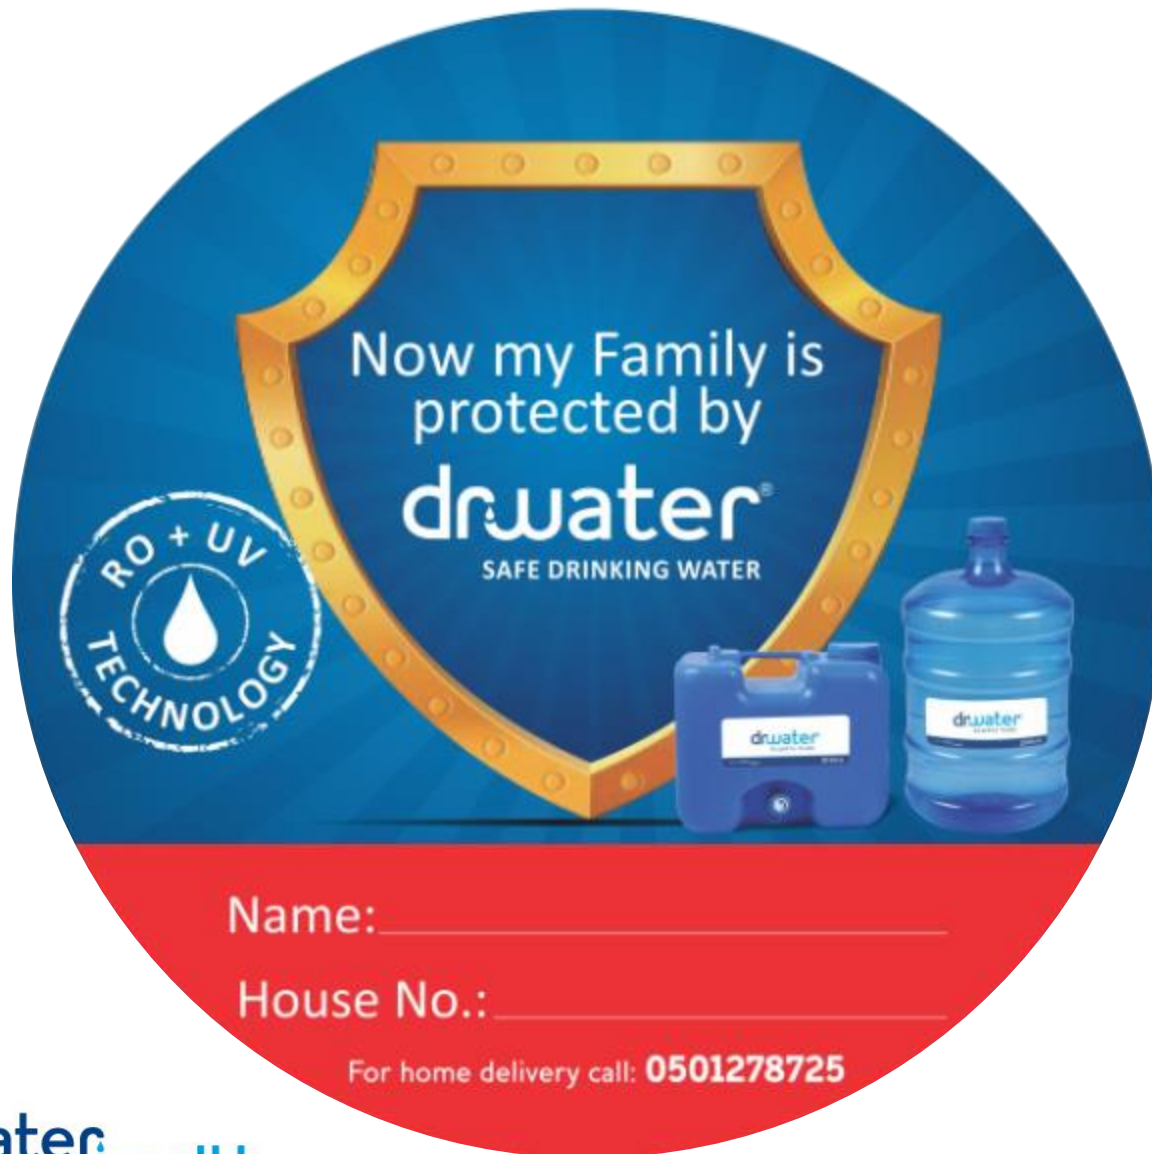 Now my Family is
protected by
drwater®
SAFE DRINKING WATER
RO + UV
TECHNOLOGY
drwater
drwater
Name:
House No.:
For home delivery call: 0501278725